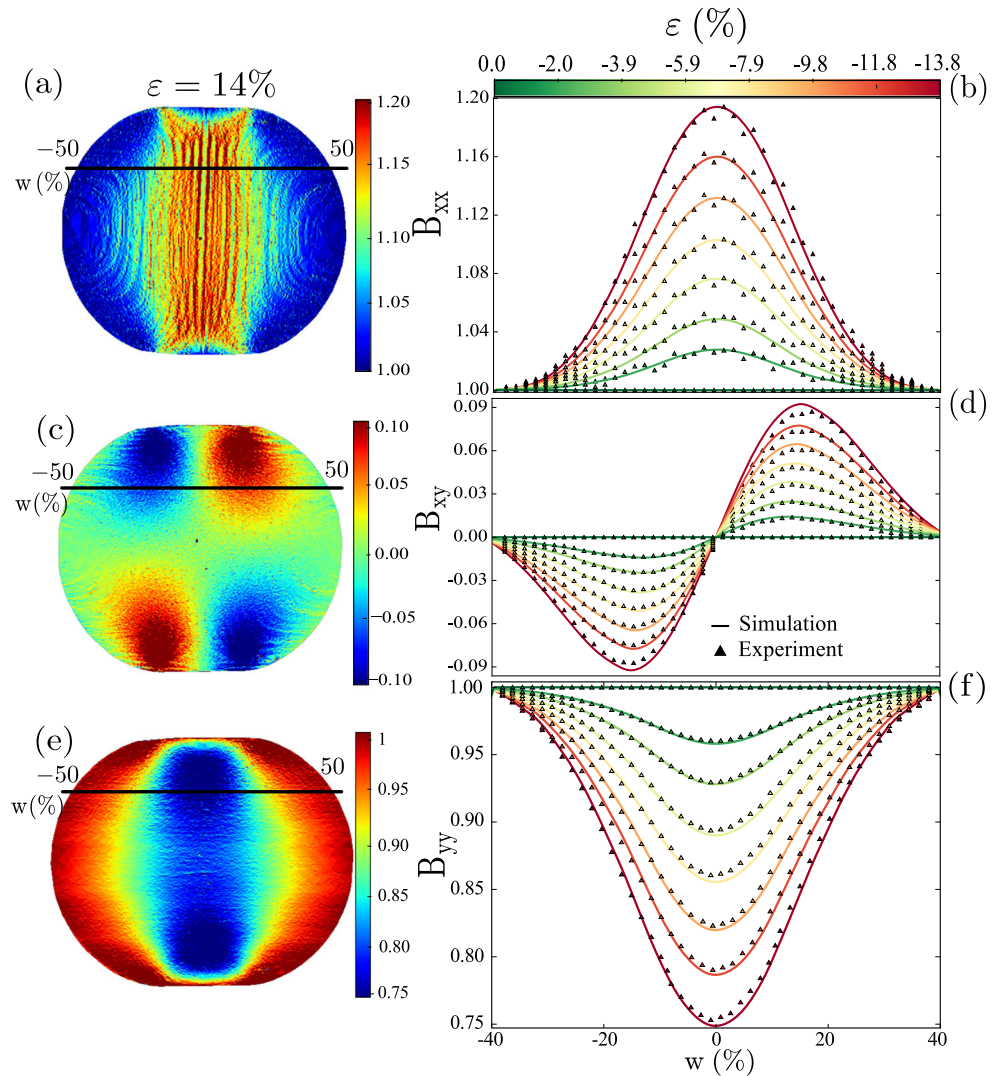 ε (%)
0.0 -2.0 -3.9 -5.9 -7.9 -9.8 -11.8 -13.8
(a)
ε = 14%
−50
50
w (%)
1.20
1.15
1.10
1.05
1.00
(b)
B_xx
1.20
1.16
1.12
1.08
1.04
1.00
(c)
−50
50
w(%)
0.10
0.05
0.00
−0.05
−0.10
(d)
B_xy
0.09
0.06
0.03
0.00
-0.03
-0.06
-0.09
Simulation
Experiment
(e)
−50
50
w(%)
1
0.95
0.90
0.85
0.80
0.75
(f)
B_yy
1.00
0.95
0.90
0.85
0.80
0.75
-40 -20 0 20 40
w (%)